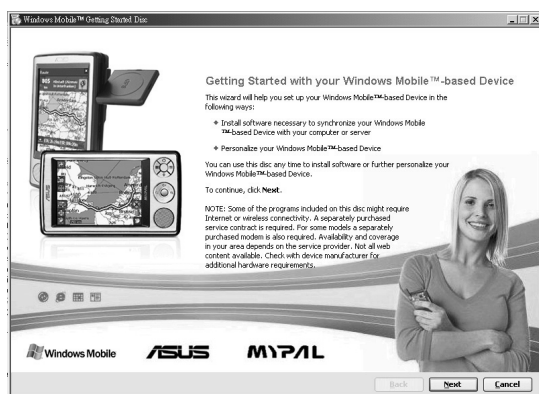 Windows Mobile™ Getting Started Disc
Getting Started with your Windows Mobile™-based Device
This wizard will help you set up your Windows Mobile™-based Device in the
following ways:
Install software necessary to synchronize your Windows Mobile
™-based Device with your computer or server
Personalize your Windows Mobile™-based Device
You can use this disc any time to install software or further personalize your
Windows Mobile™-based Device.
To continue, click Next.
NOTE: Some of the programs included on this disc might require
Internet or wireless connectivity. A separately purchased
service contract is required. For some models a separately
purchased modem is also required. Availability and coverage
in your area depends on the service provider. Not all web
content available. Check with device manufacturer for
additional hardware requirements.
ASUS
Windows Mobile
ASUS
MYPAL
Back Next Cancel